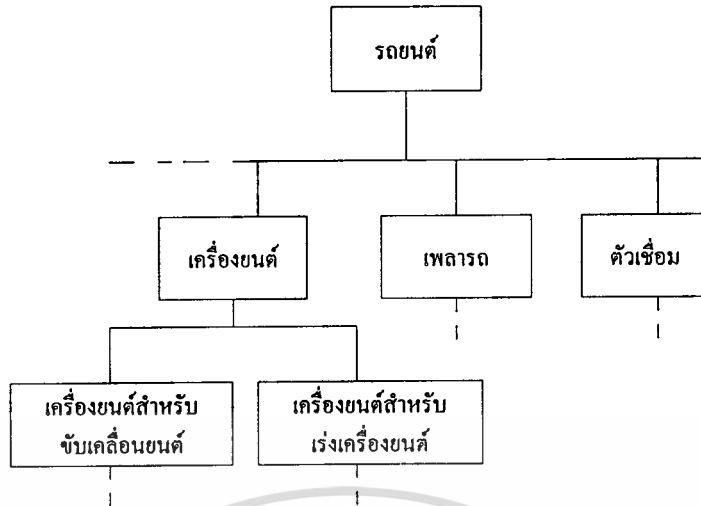 รถยนต์
เครื่องยนต์
เพลารถ
ตัวเชื่อม
เครื่องยนต์สำหรับ
ขับเคลื่อนยนต์
เครื่องยนต์สำหรับ
เร่งเครื่องยนต์